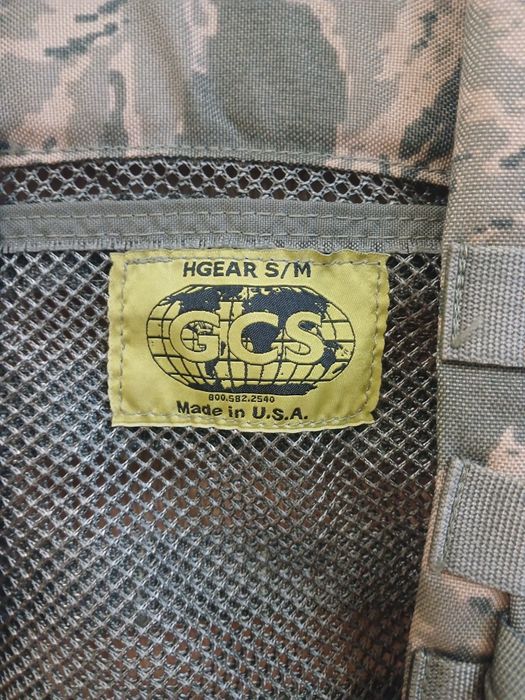 HGEAR S/M
GCS
800.582.2540
Made in U.S.A.